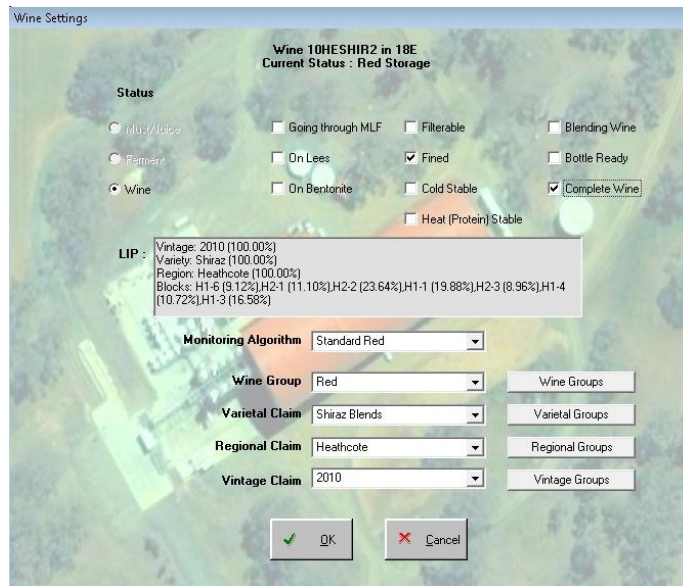 Wine Settings
Wine 10HESHIR2 in 18E
Current Status : Red Storage
Status
Must/Juice
Going through MLF
Filterable
Blending Wine
Ferment
On Lees
Fined
Bottle Ready
Wine
On Bentonite
Cold Stable
Complete Wine
Heat (Protein) Stable
LIP :
Vintage: 2010 (100.00%)
Variety: Shiraz (100.00%)
Region: Heathcote (100.00%)
Blocks: H1-6 (9.12%),H2-1 (11.10%),H2-2 (23.64%),H1-1 (19.88%),H2-3 (8.96%),H1-4
(10.72%),H1-3 (16.58%)
Monitoring Algorithm Standard Red
Wine Group Red Wine Groups
Varietal Claim Shiraz Blends Varietal Groups
Regional Claim Heathcote Regional Groups
Vintage Claim 2010 Vintage Groups
OK Cancel